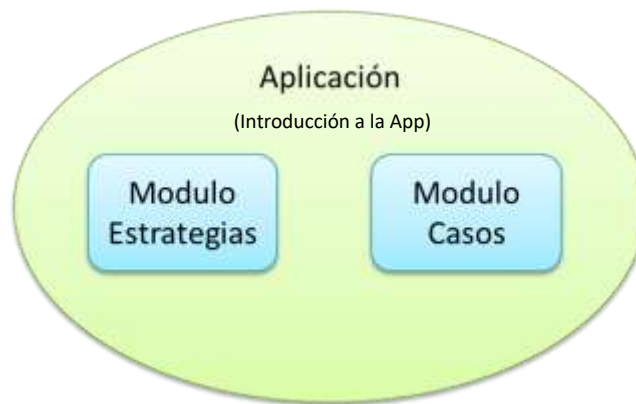 Aplicación
(Introducción a la App)
Modulo
Estrategias
Modulo
Casos